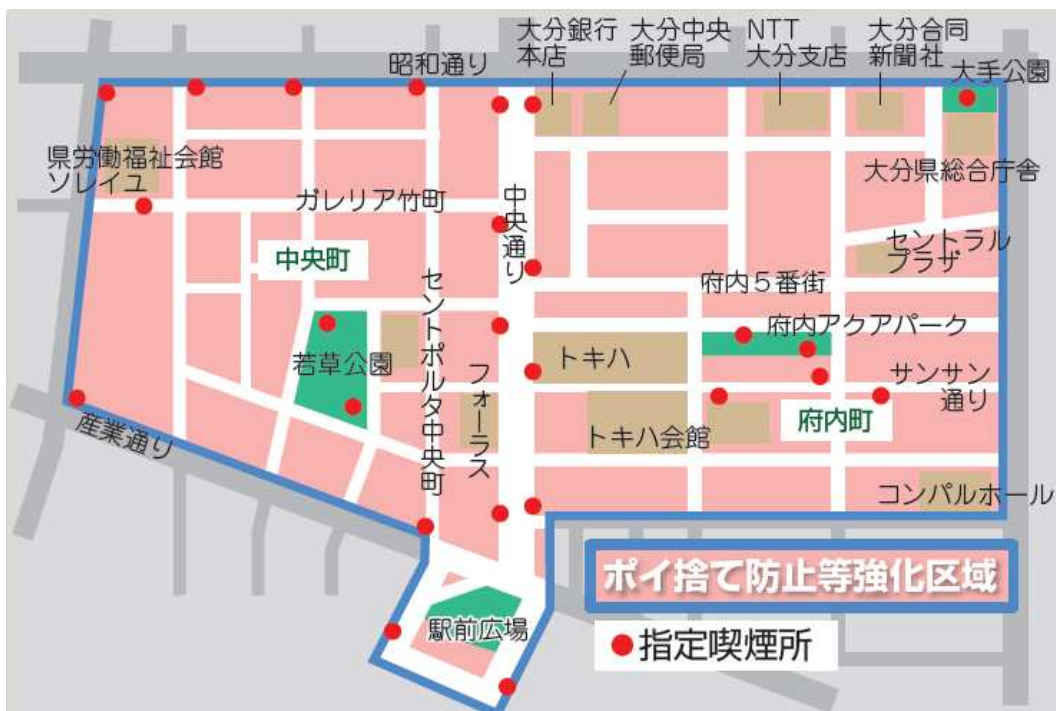 大分銀行
本店
大分中央
郵便局
NTT
大分支店
大分合同
新聞社
大手公園
昭和通り
県労働福祉会館
ソレイユ
ガレリア竹町
中央通り
大分県総合庁舎
中央町
セントラル
プラザ
府内5番街
セントポルタ中央町
府内アクアパーク
若草公園
フォーラス
トキハ
サンサン
通り
産業通り
トキハ会館
府内町
コンパルホール
ポイ捨て防止等強化区域
駅前広場
指定喫煙所